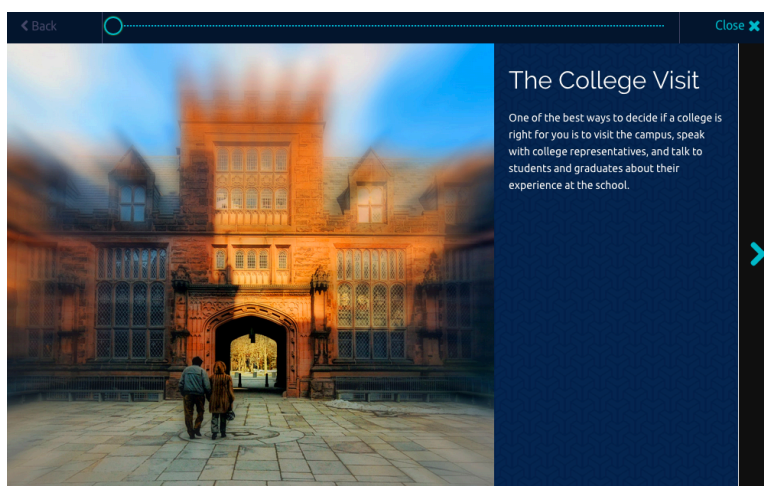 Back
Close
The College Visit
One of the best ways to decide if a college is
right for you is to visit the campus, speak
with college representatives, and talk to
students and graduates about their
experience at the school.